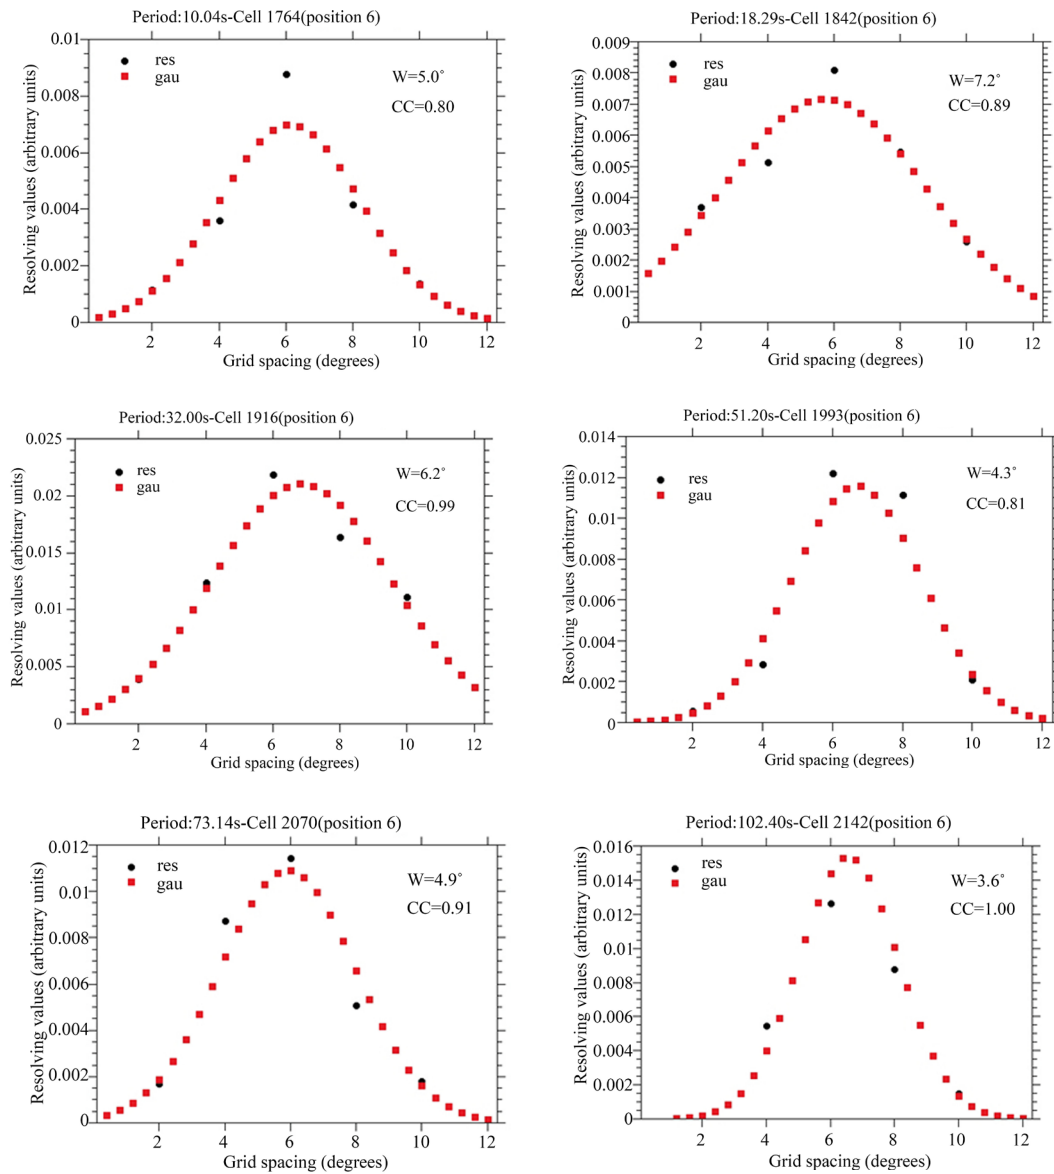 Period:10.04s-Cell 1764(position 6)
0.01
0.008
0.006
0.004
0.002
0
res
gau
W=5.0°
CC=0.80
Resolving values (arbitrary units)
2 4 6 8 10 12
Grid spacing (degrees)
Period:18.29s-Cell 1842(position 6)
0.009
0.008
0.007
0.006
0.005
0.004
0.003
0.002
0.001
0
res
gau
W=7.2°
CC=0.89
Resolving values (arbitrary units)
2 4 6 8 10 12
Grid spacing (degrees)
Period:32.00s-Cell 1916(position 6)
0.025
0.02
0.015
0.01
0.005
0
res
gau
W=6.2°
CC=0.99
Resolving values (arbitrary units)
2 4 6 8 10 12
Grid spacing (degrees)
Period:51.20s-Cell 1993(position 6)
0.014
0.012
0.01
0.008
0.006
0.004
0.002
0
res
gau
W=4.3°
CC=0.81
Resolving values (arbitrary units)
2 4 6 8 10 12
Grid spacing (degrees)
Period:73.14s-Cell 2070(position 6)
0.012
0.01
0.008
0.006
0.004
0.002
0
res
gau
W=4.9°
CC=0.91
Resolving values (arbitrary units)
2 4 6 8 10 12
Grid spacing (degrees)
Period:102.40s-Cell 2142(position 6)
0.016
0.014
0.012
0.01
0.008
0.006
0.004
0.002
0
res
gau
W=3.6°
CC=1.00
Resolving values (arbitrary units)
2 4 6 8 10 12
Grid spacing (degrees)